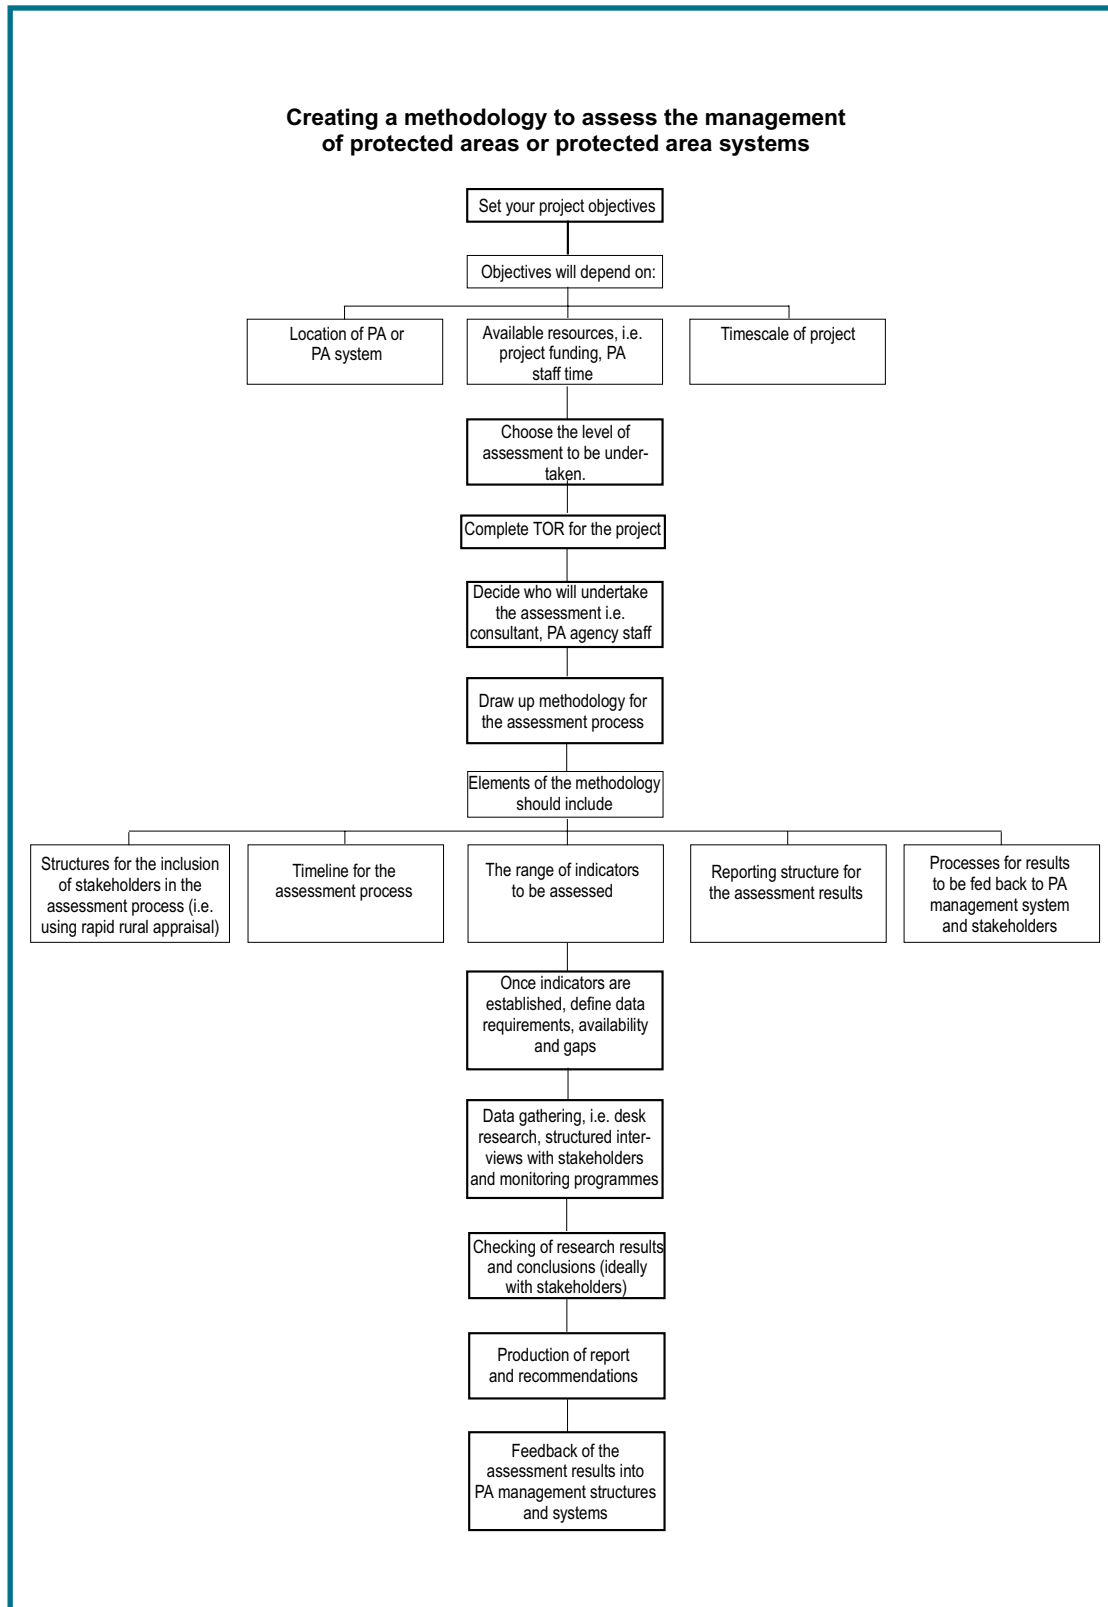 Creating a methodology to assess the management
of protected areas or protected area systems
Set your project objectives
Objectives will depend on:
Location of PA or
PA system
Available resources, i.e.
project funding, PA
staff time
Timescale of project
Choose the level of
assessment to be under-
taken.
Complete TOR for the project
Decide who will undertake
the assessment i.e.
consultant, PA agency staff
Draw up methodology for
the assessment process
Elements of the methodology
should include
Structures for the inclusion
of stakeholders in the
assessment process (i.e.
using rapid rural appraisal)
Timeline for the
assessment process
The range of indicators
to be assessed
Reporting structure for
the assessment results
Processes for results
to be fed back to PA
management system
and stakeholders
Once indicators are
established, define data
requirements, availability
and gaps
Data gathering, i.e. desk
research, structured inter-
views with stakeholders
and monitoring programmes
Checking of research results
and conclusions (ideally
with stakeholders)
Production of report
and recommendations
Feedback of the
assessment results into
PA management structures
and systems